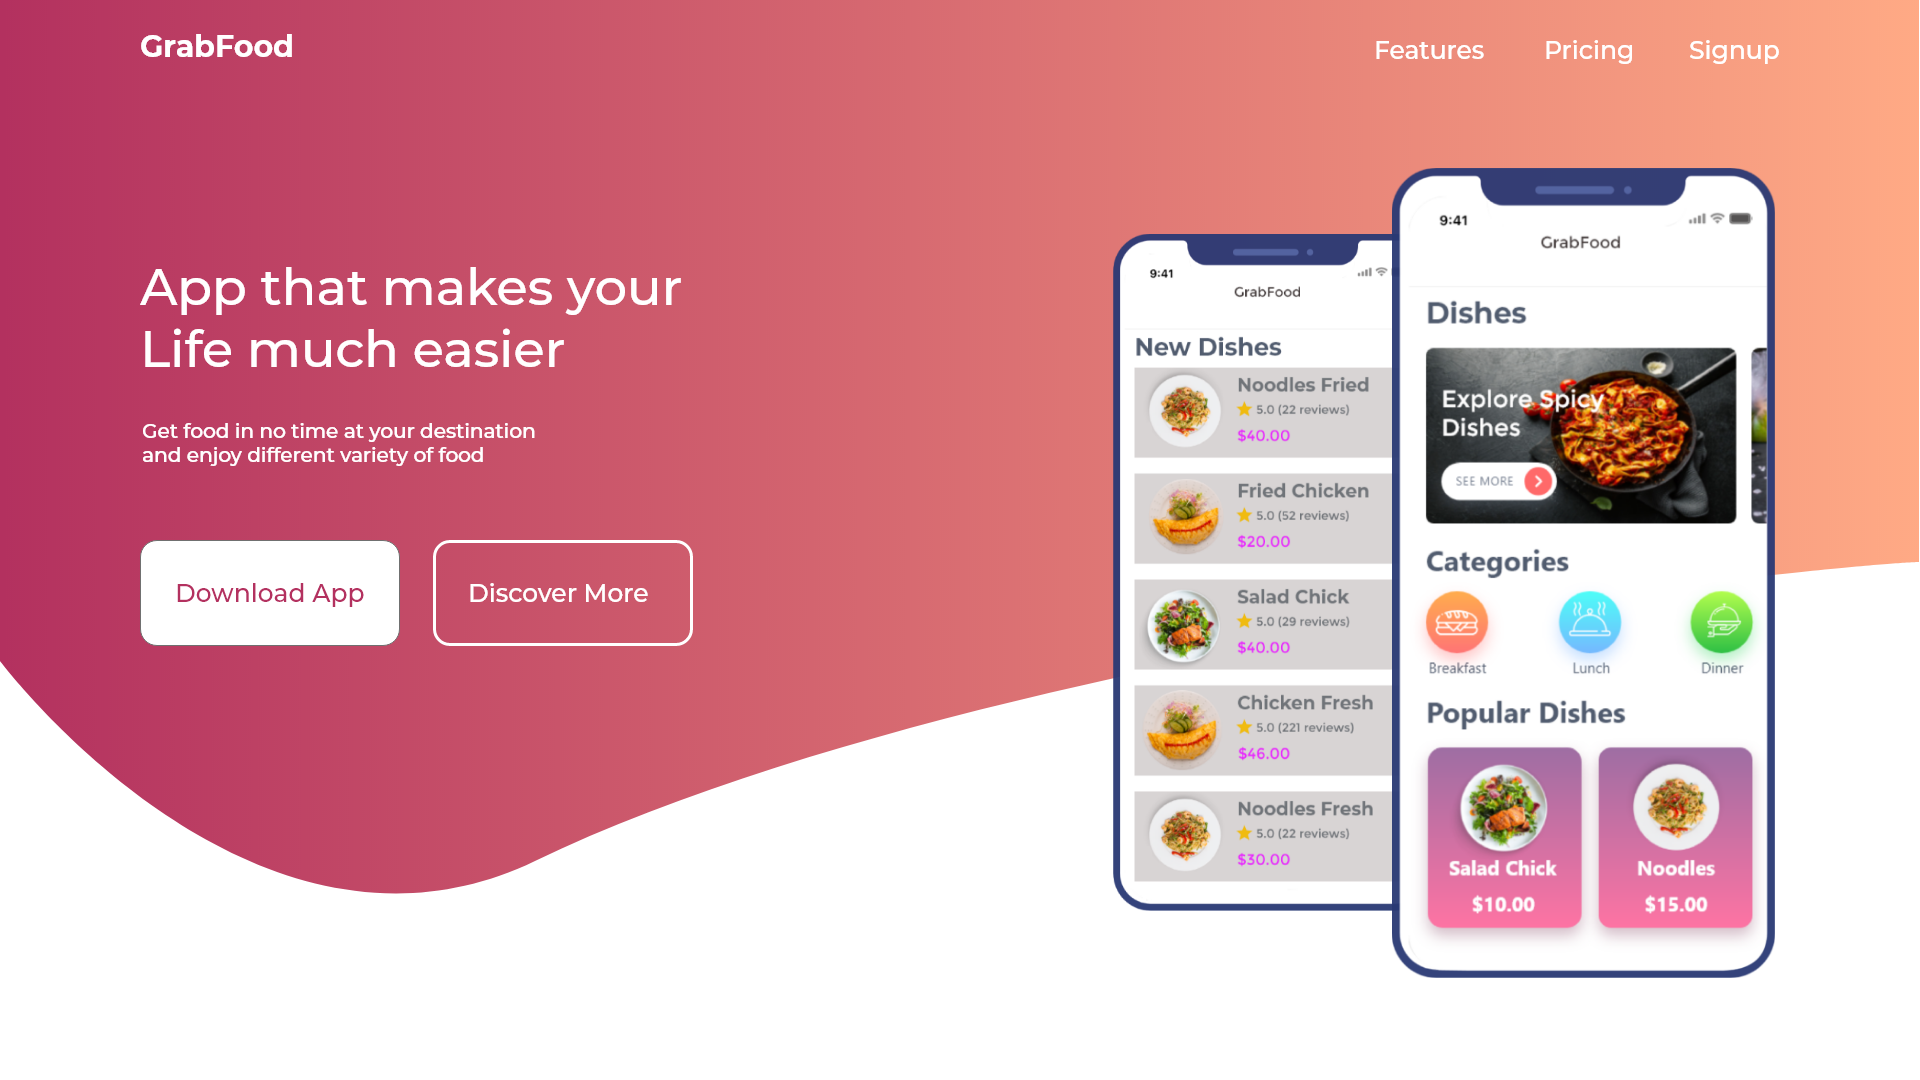 GrabFood
Features
Pricing
Signup
App that makes your
Life much easier
Get food in no time at your destination
and enjoy different variety of food
Download App
Discover More
9:41
GrabFood
New Dishes
Noodles Fried
5.0 (22 reviews)
$40.00
Fried Chicken
5.0 (52 reviews)
$20.00
Salad Chick
5.0 (29 reviews)
$40.00
Chicken Fresh
5.0 (221 reviews)
$46.00
Noodles Fresh
5.0 (22 reviews)
$30.00
9:41
GrabFood
Dishes
Explore Spicy
Dishes
SEE MORE
Categories
Breakfast
Lunch
Dinner
Popular Dishes
Salad Chick
$10.00
Noodles
$15.00